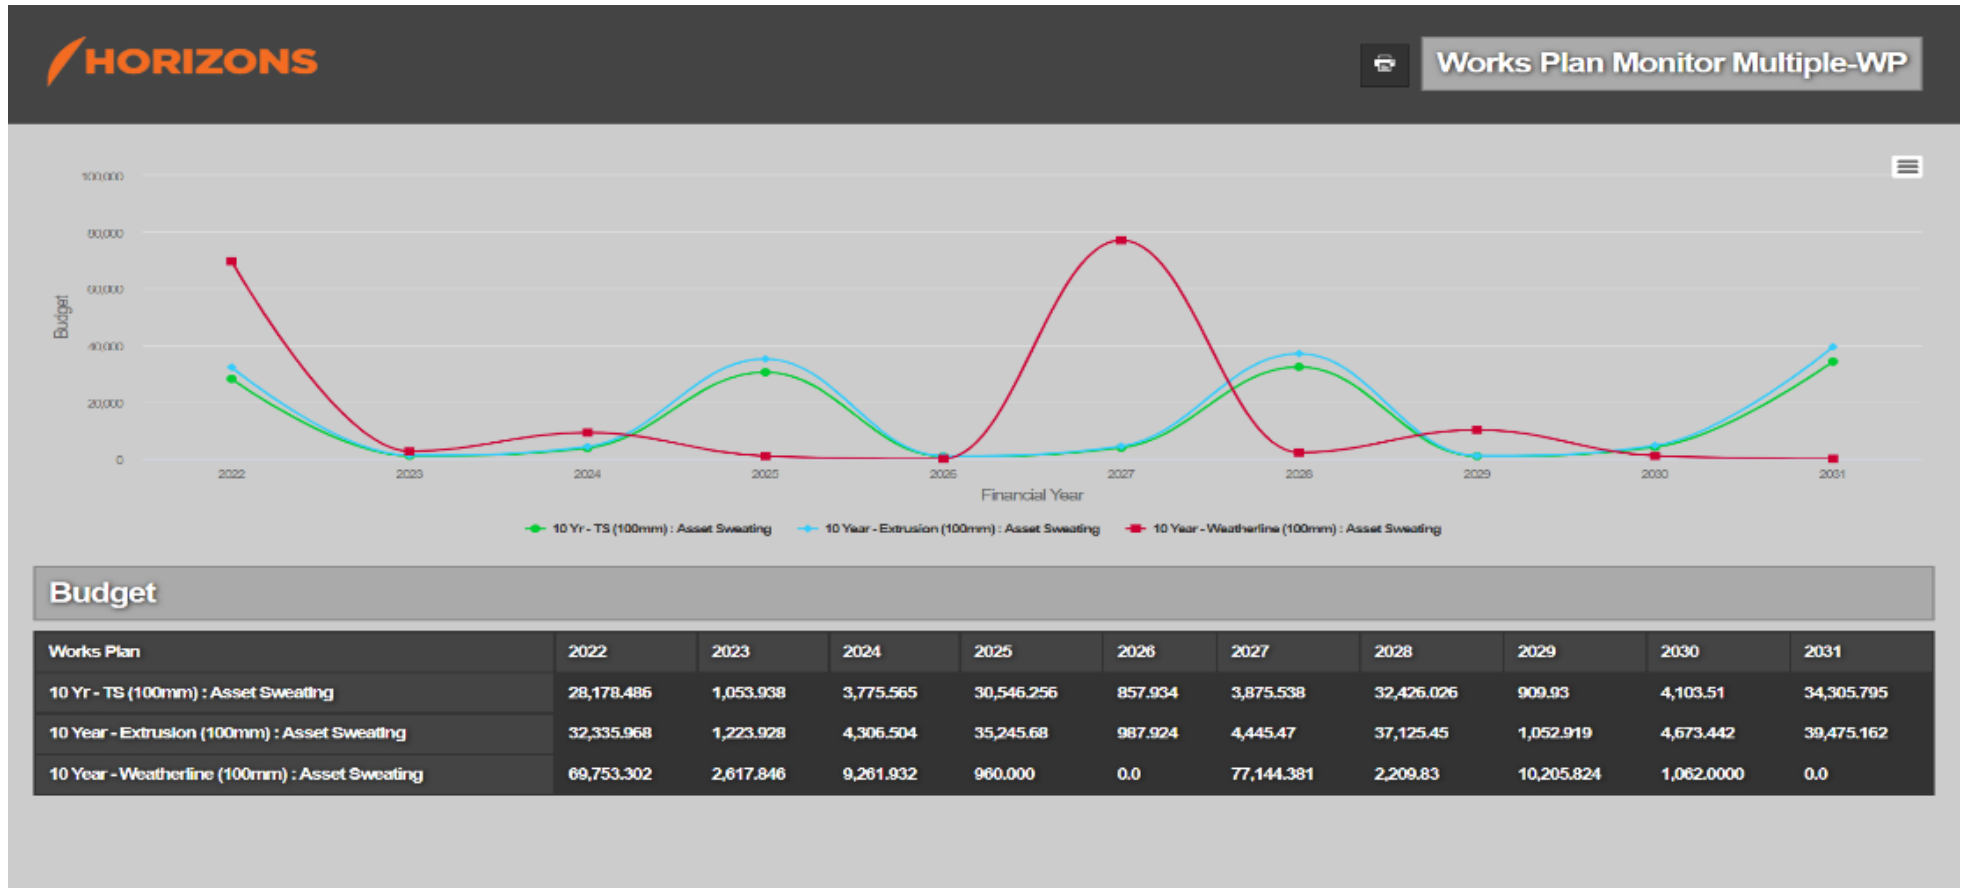 HORIZONS
Works Plan Monitor Multiple-WP
100,000
80,000
60,000
40,000
20,000
0
Budget
2022 2023 2024 2025 2026 2027 2028 2029 2030 2031
Financial Year
10 Yr - TS (100mm) : Asset Sweating 10 Year - Extrusion (100mm) : Asset Sweating 10 Year - Weatherline (100mm) : Asset Sweating
Budget
Works Plan 2022 2023 2024 2025 2026 2027 2028 2029 2030 2031
10 Yr - TS (100mm) : Asset Sweating 28,178.486 1,053.938 3,775.565 30,546.256 857.934 3,875.538 32,426.026 909.93 4,103.51 34,305.795
10 Year - Extrusion (100mm) : Asset Sweating 32,335.968 1,223.928 4,306.504 35,245.68 987.924 4,445.47 37,125.45 1,052.919 4,673.442 39,475.162
10 Year - Weatherline (100mm) : Asset Sweating 69,753.302 2,617.846 9,261.932 960.000 0.0 77,144.381 2,209.83 10,205.824 1,062.0000 0.0